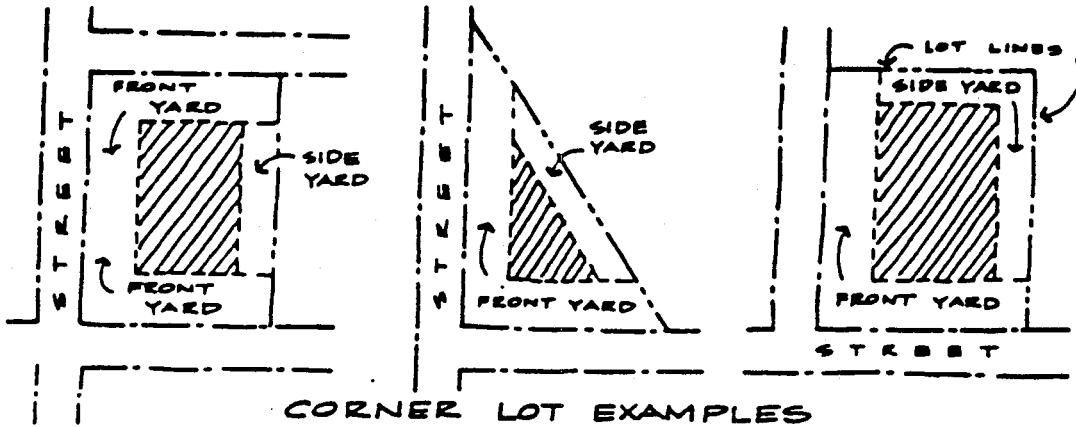 STREET
FRONT
YARD
SIDE
YARD
FRONT
YARD
STREET
SIDE
YARD
FRONT YARD
LOT LINES
SIDE YARD
FRONT YARD
STREET
CORNER LOT EXAMPLES